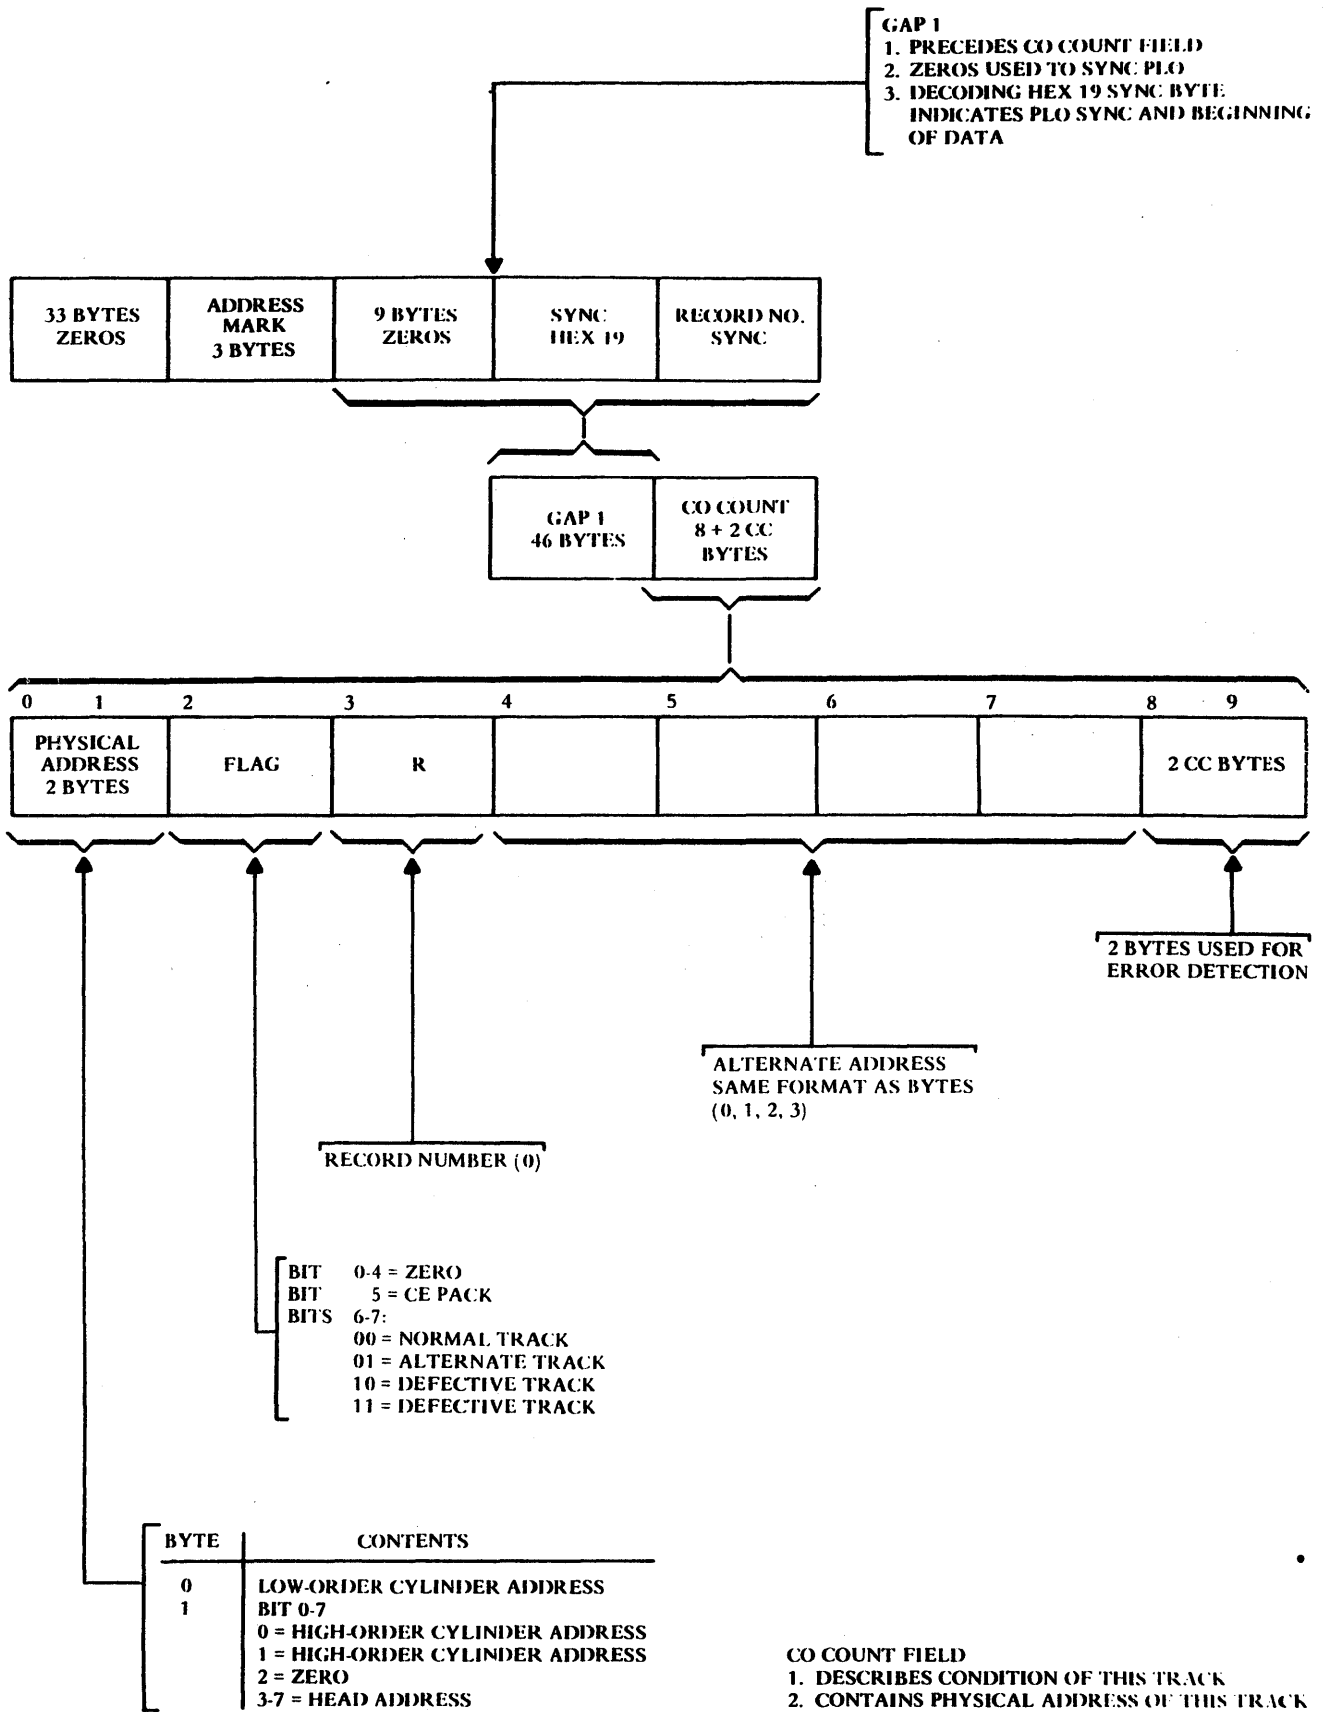 GAP 1
1. PRECEDES CO COUNT FIELD
2. ZEROS USED TO SYNC PLO
3. DECODING HEX 19 SYNC BYTE
INDICATES PLO SYNC AND BEGINNING
OF DATA
33 BYTES
ZEROS
ADDRESS
MARK
3 BYTES
9 BYTES
ZEROS
SYNC
HEX 19
RECORD NO.
SYNC
GAP 1
46 BYTES
CO COUNT
8 + 2 CC
BYTES
0 1 2 3 4 5 6 7 8 9
PHYSICAL
ADDRESS
2 BYTES
FLAG
R
2 CC BYTES
2 BYTES USED FOR
ERROR DETECTION
ALTERNATE ADDRESS
SAME FORMAT AS BYTES
(0, 1, 2, 3)
RECORD NUMBER (0)
BIT 0-4 = ZERO
BIT 5 = CE PACK
BITS 6-7:
00 = NORMAL TRACK
01 = ALTERNATE TRACK
10 = DEFECTIVE TRACK
11 = DEFECTIVE TRACK
BYTE CONTENTS
0 LOW-ORDER CYLINDER ADDRESS
1 BIT 0-7
0 = HIGH-ORDER CYLINDER ADDRESS
1 = HIGH-ORDER CYLINDER ADDRESS
2 = ZERO
3-7 = HEAD ADDRESS
CO COUNT FIELD
1. DESCRIBES CONDITION OF THIS TRACK
2. CONTAINS PHYSICAL ADDRESS OF THIS TRACK